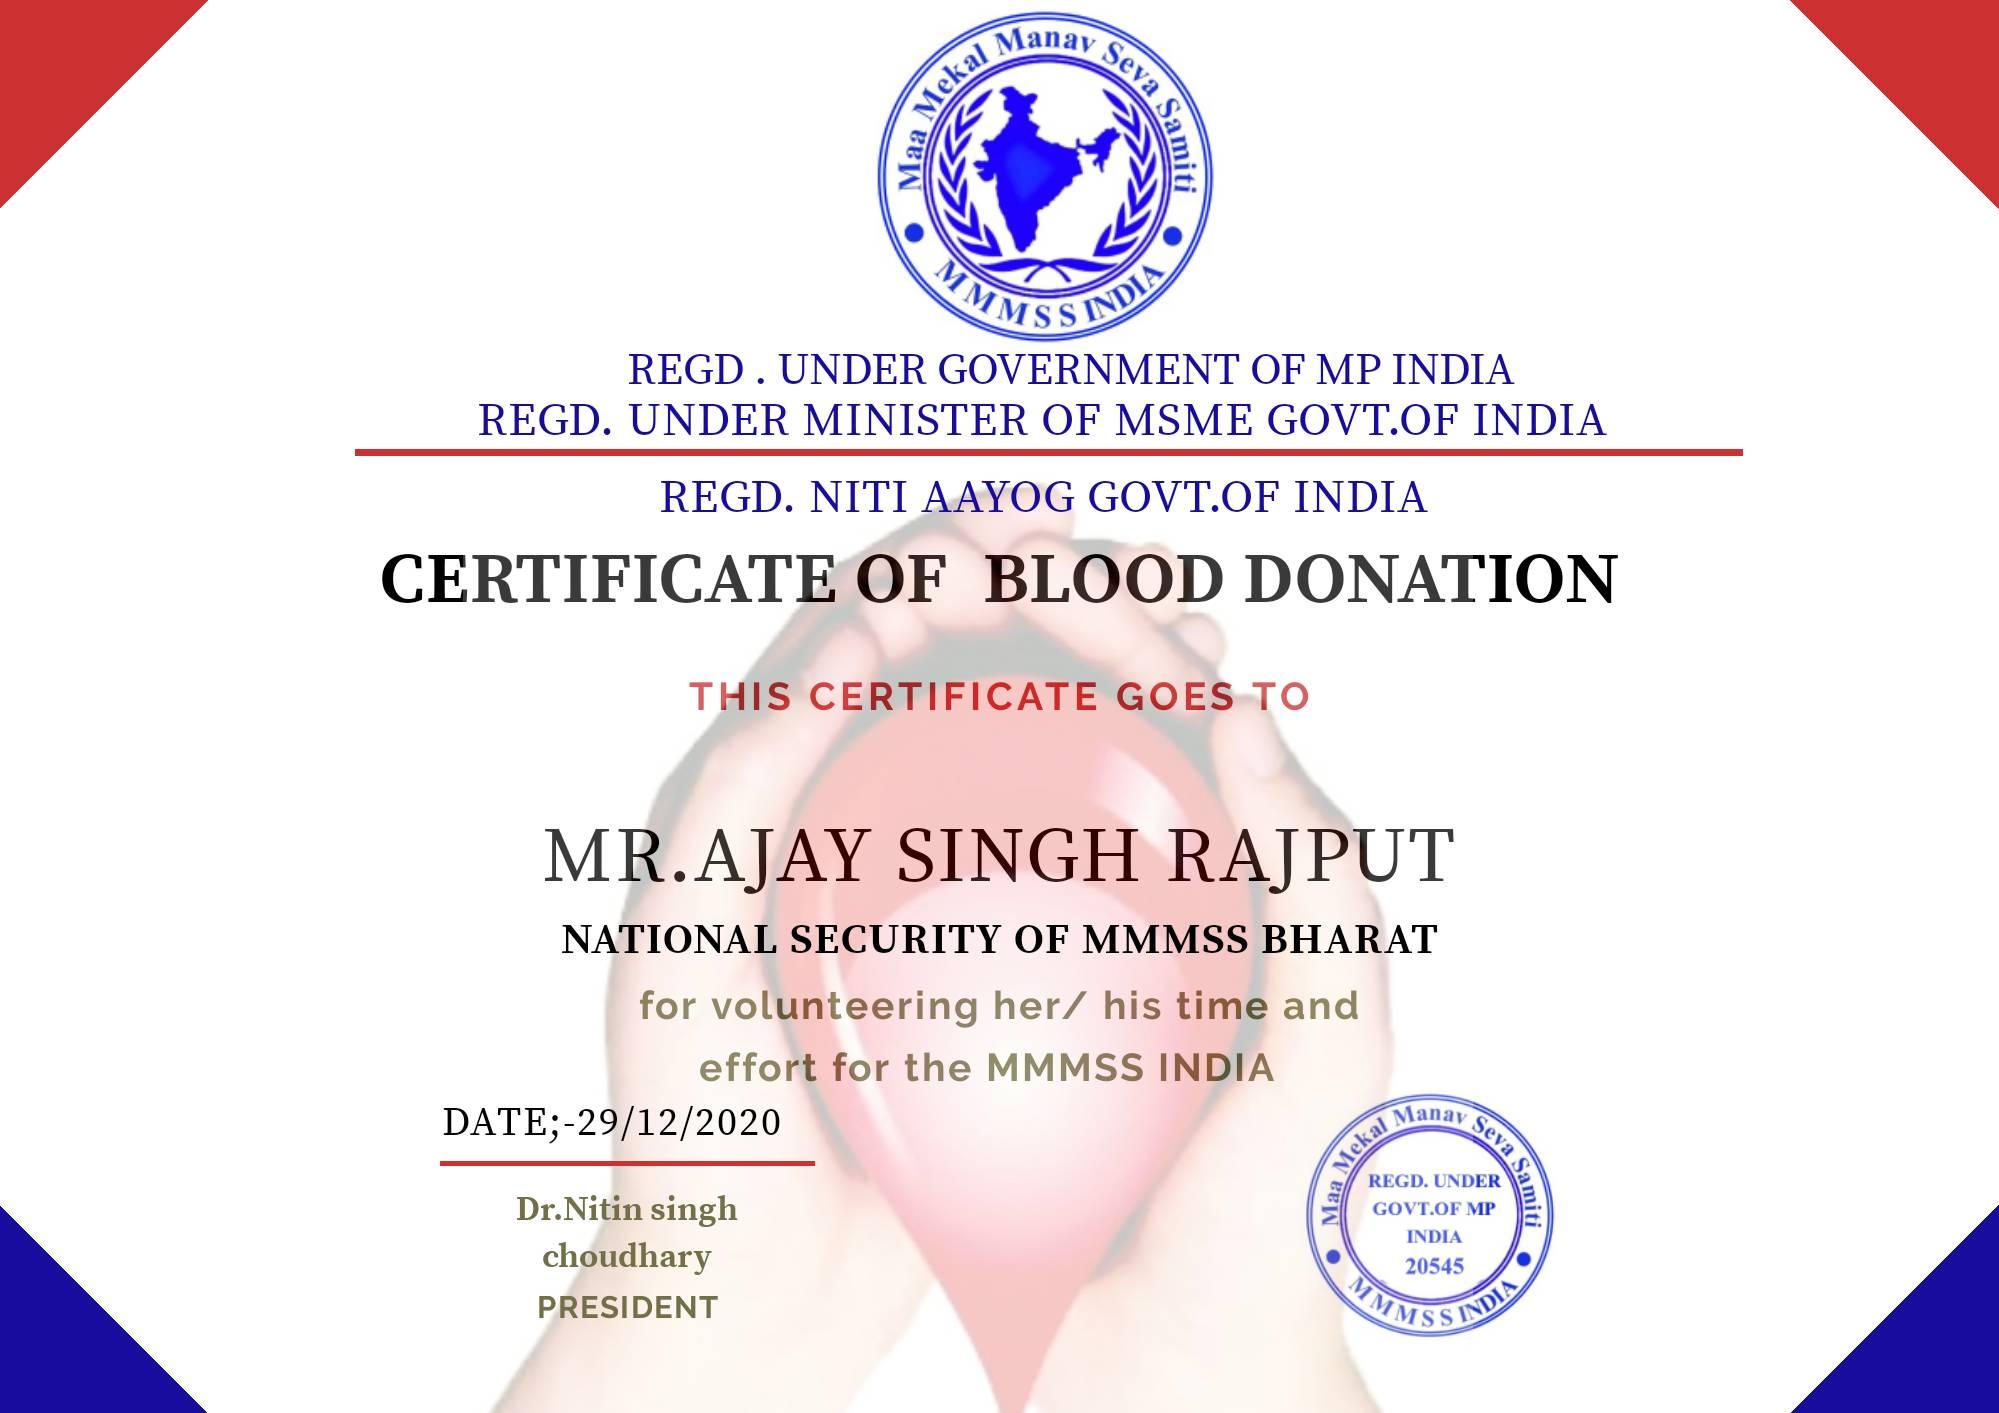 Maa Mekal Manav Seva Samiti
MMMSS INDIA
REGD . UNDER GOVERNMENT OF MP INDIA
REGD. UNDER MINISTER OF MSME GOVT.OF INDIA
REGD. NITI AAYOG GOVT.OF INDIA
CERTIFICATE OF BLOOD DONATION
THIS CERTIFICATE GOES TO
MR.AJAY SINGH RAJPUT
NATIONAL SECURITY OF MMMSS BHARAT
for volunteering her/ his time and
effort for the MMMSS INDIA
DATE;-29/12/2020
Dr.Nitin singh
choudhary
PRESIDENT
Maa Mekal Manav Seva Samiti
REGD. UNDER
GOVT.OF MP
INDIA
20545
MMMSS INDIA